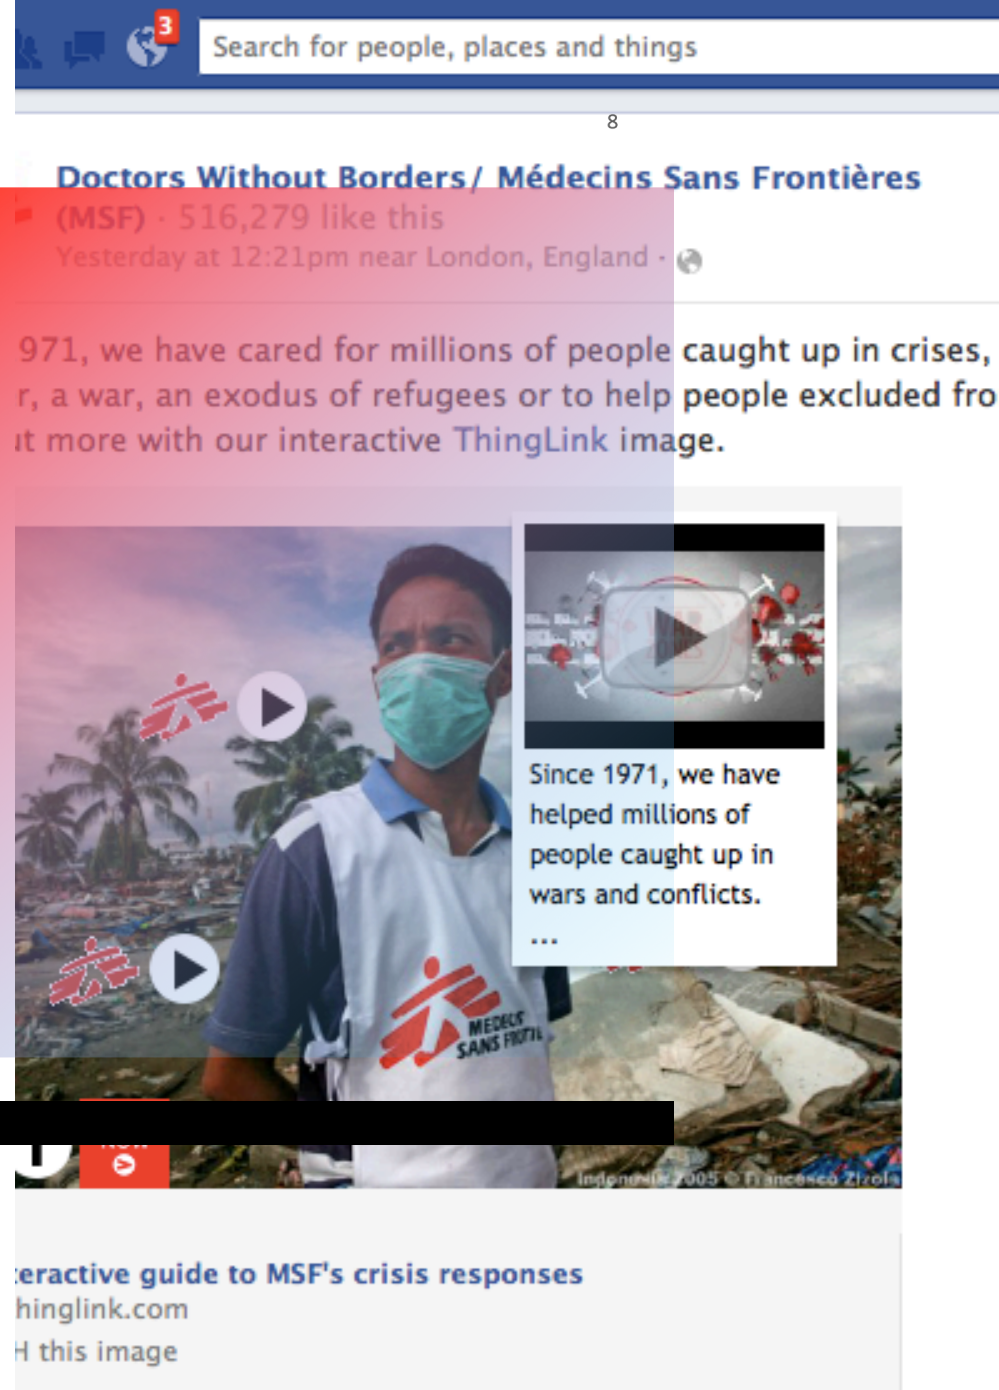 3
Search for people, places and things
8
Doctors Without Borders/ Médecins Sans Frontières
(MSF) · 516,279 like this
Yesterday at 12:21pm near London, England ·
971, we have cared for millions of people caught up in crises,
r, a war, an exodus of refugees or to help people excluded fro
ut more with our interactive ThingLink image.
Since 1971, we have
helped millions of
people caught up in
wars and conflicts.
...
MEDECIS
SANS FRONTIE
Indonesia 2005 © Francesco Zizola
teractive guide to MSF's crisis responses
hinglink.com
H this image